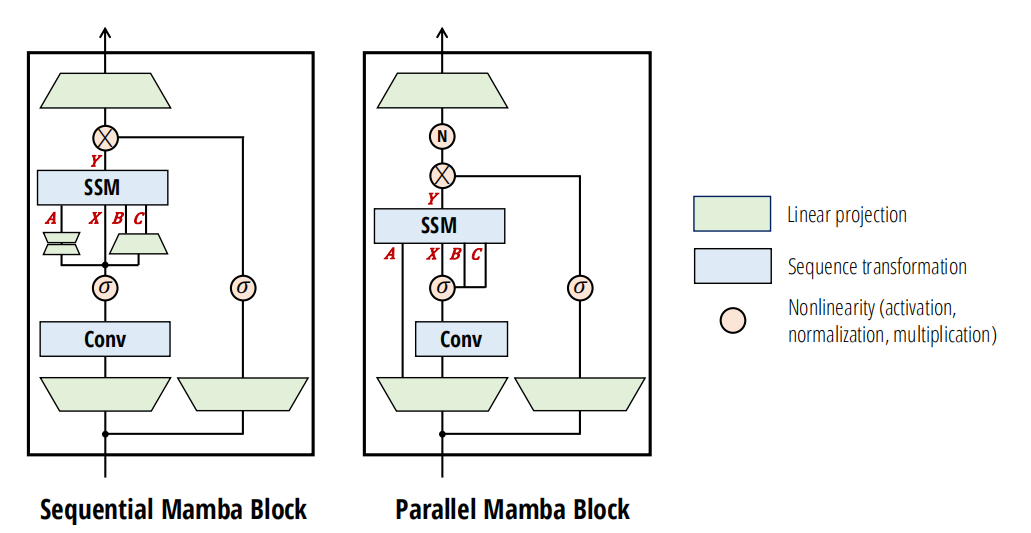 Y
SSM
A X B C
σ
σ
Conv
Sequential Mamba Block
N
Y
SSM
A X B C
σ
σ
Conv
Parallel Mamba Block
Linear projection
Sequence transformation
Nonlinearity (activation,
normalization, multiplication)